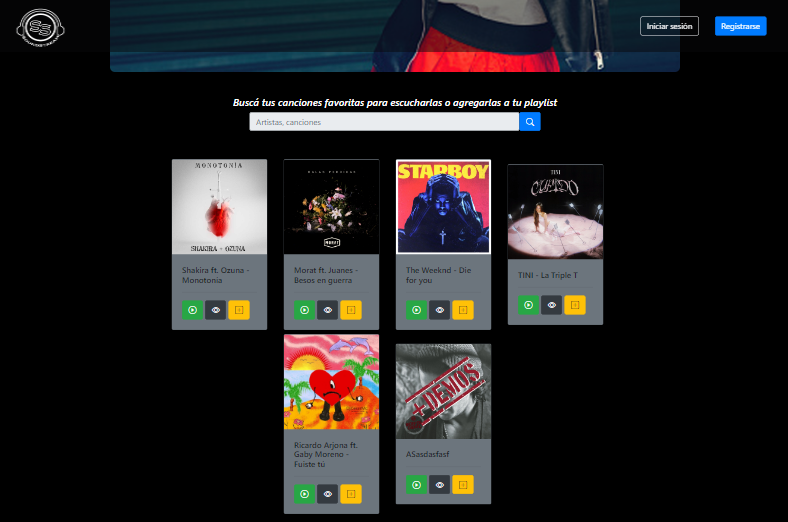 SS
Iniciar sesión
Registrarse
Buscá tus canciones favoritas para escucharlas o agregarlas a tu playlist
Artistas, canciones
MONOTONÍA
SHAKIRA - OZUNA
Shakira ft. Ozuna -
Monotonia
MORAT
Morat ft. Juanes -
Besos en guerra
STARBOY
The Weeknd - Die
for you
TINI
CUPIDO
TINI - La Triple T
Ricardo Arjona ft.
Gaby Moreno -
Fuiste tú
+DEMOS
ASasdasfasf